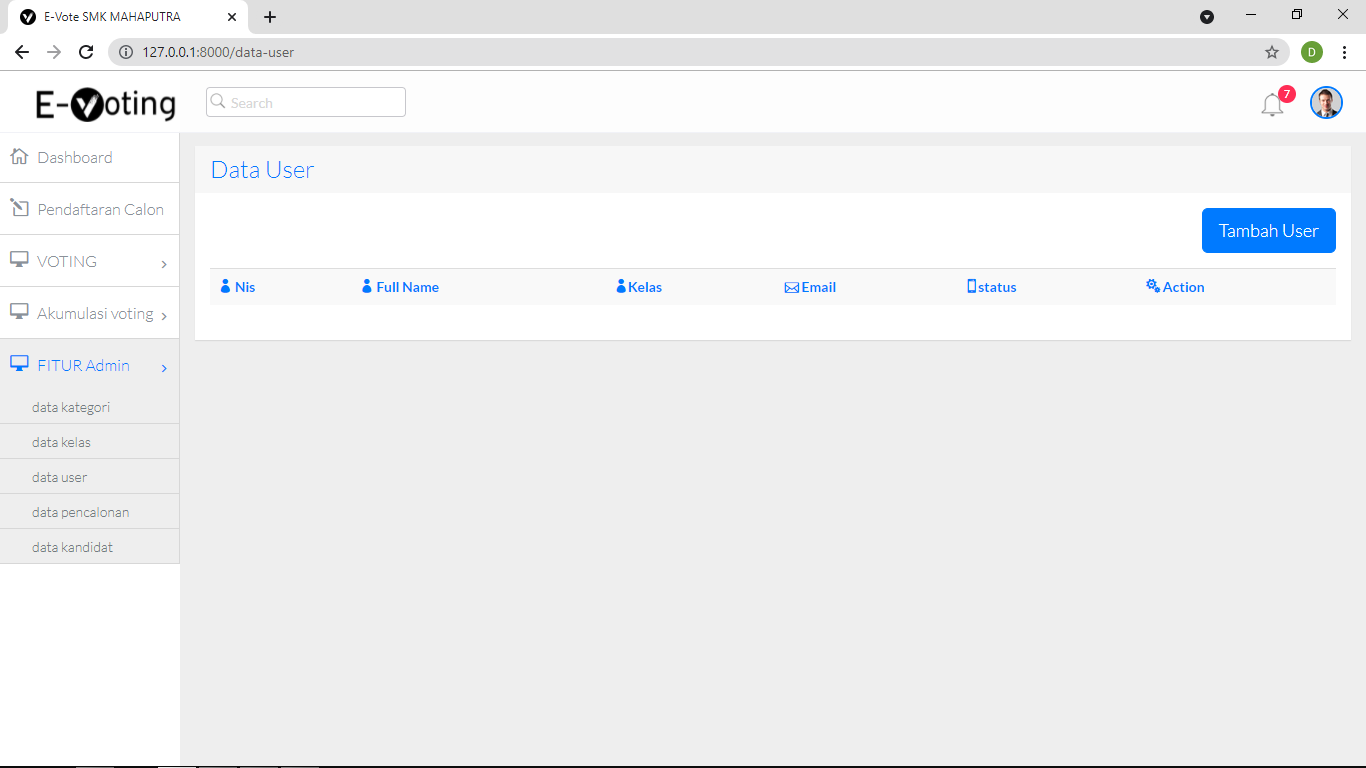 E-Vote SMK MAHAPUTRA
127.0.0.1:8000/data-user
D
E-Voting
Search
7
Dashboard
Pendaftaran Calon
VOTING
Akumulasi voting
FITUR Admin
data kategori
data kelas
data user
data pencalonan
data kandidat
Data User
Tambah User
Nis Full Name Kelas Email status Action